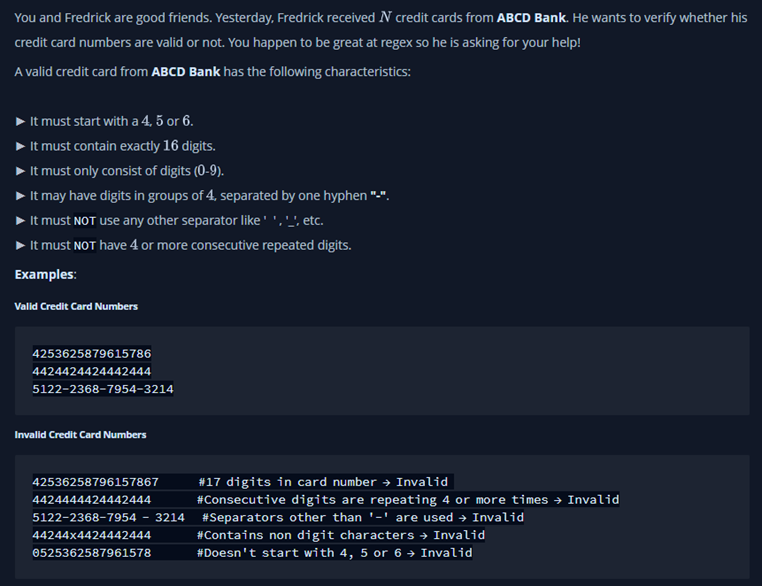 You and Fredrick are good friends. Yesterday, Fredrick received N credit cards from ABCD Bank. He wants to verify whether his
credit card numbers are valid or not. You happen to be great at regex so he is asking for your help!
A valid credit card from ABCD Bank has the following characteristics:
► It must start with a 4, 5 or 6.
► It must contain exactly 16 digits.
► It must only consist of digits (0-9).
► It may have digits in groups of 4, separated by one hyphen "-".
► It must NOT use any other separator like ' ' , '_', etc.
► It must NOT have 4 or more consecutive repeated digits.
Examples:
Valid Credit Card Numbers
4253625879615786
4424424424442444
5122-2368-7954-3214
Invalid Credit Card Numbers
42536258796157867 #17 digits in card number → Invalid
4424444424442444 #Consecutive digits are repeating 4 or more times → Invalid
5122-2368-7954 - 3214 #Separators other than '-' are used → Invalid
44244x4424442444 #Contains non digit characters → Invalid
0525362587961578 #Doesn't start with 4, 5 or 6 → Invalid